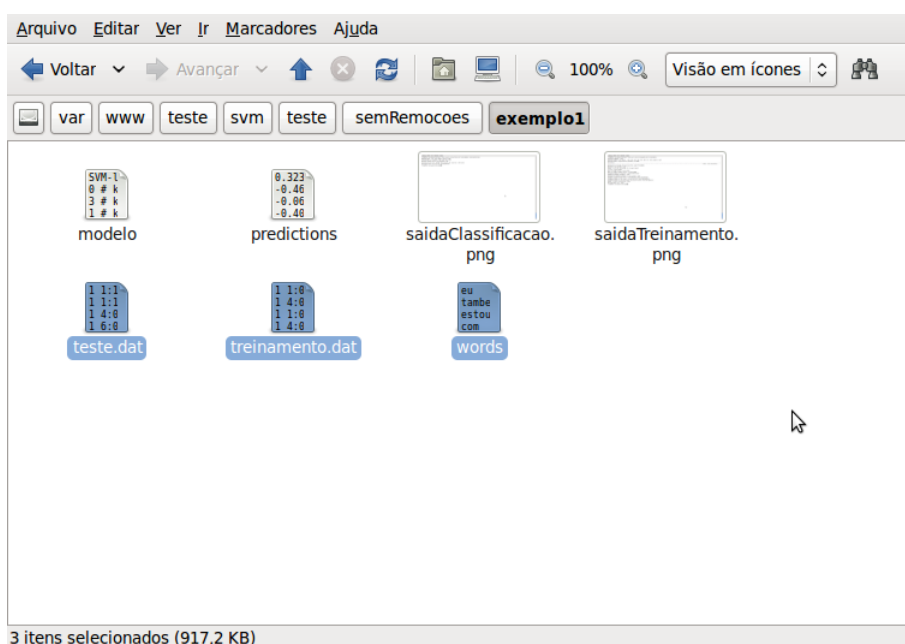 Arquivo Editar Ver Ir Marcadores Ajuda
Voltar Avançar 100% Visão em ícones
var www teste svm teste semRemocoes exemplo1
SVM-l
0 # k
3 # k
1 # k
modelo
0.323
-0.46
-0.06
-0.40
predictions
saidaClassificacao.
png
saidaTreinamento.
png
1 1:1
1 1:1
1 4:0
1 6:0
teste.dat
1 1:0
1 4:0
1 1:0
1 4:0
treinamento.dat
eu
tambe
estou
com
words
3 itens selecionados (917,2 KB)